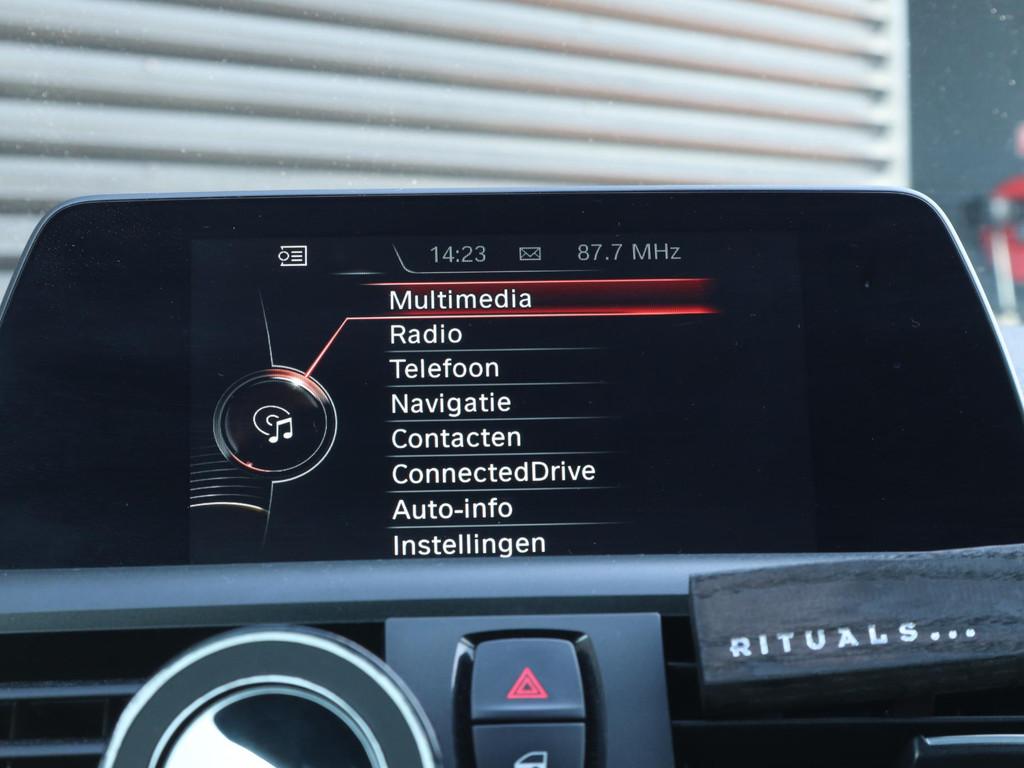 14:23 87.7 MHz
Multimedia
Radio
Telefoon
Navigatie
Contacten
ConnectedDrive
Auto-info
Instellingen
RITUALS...